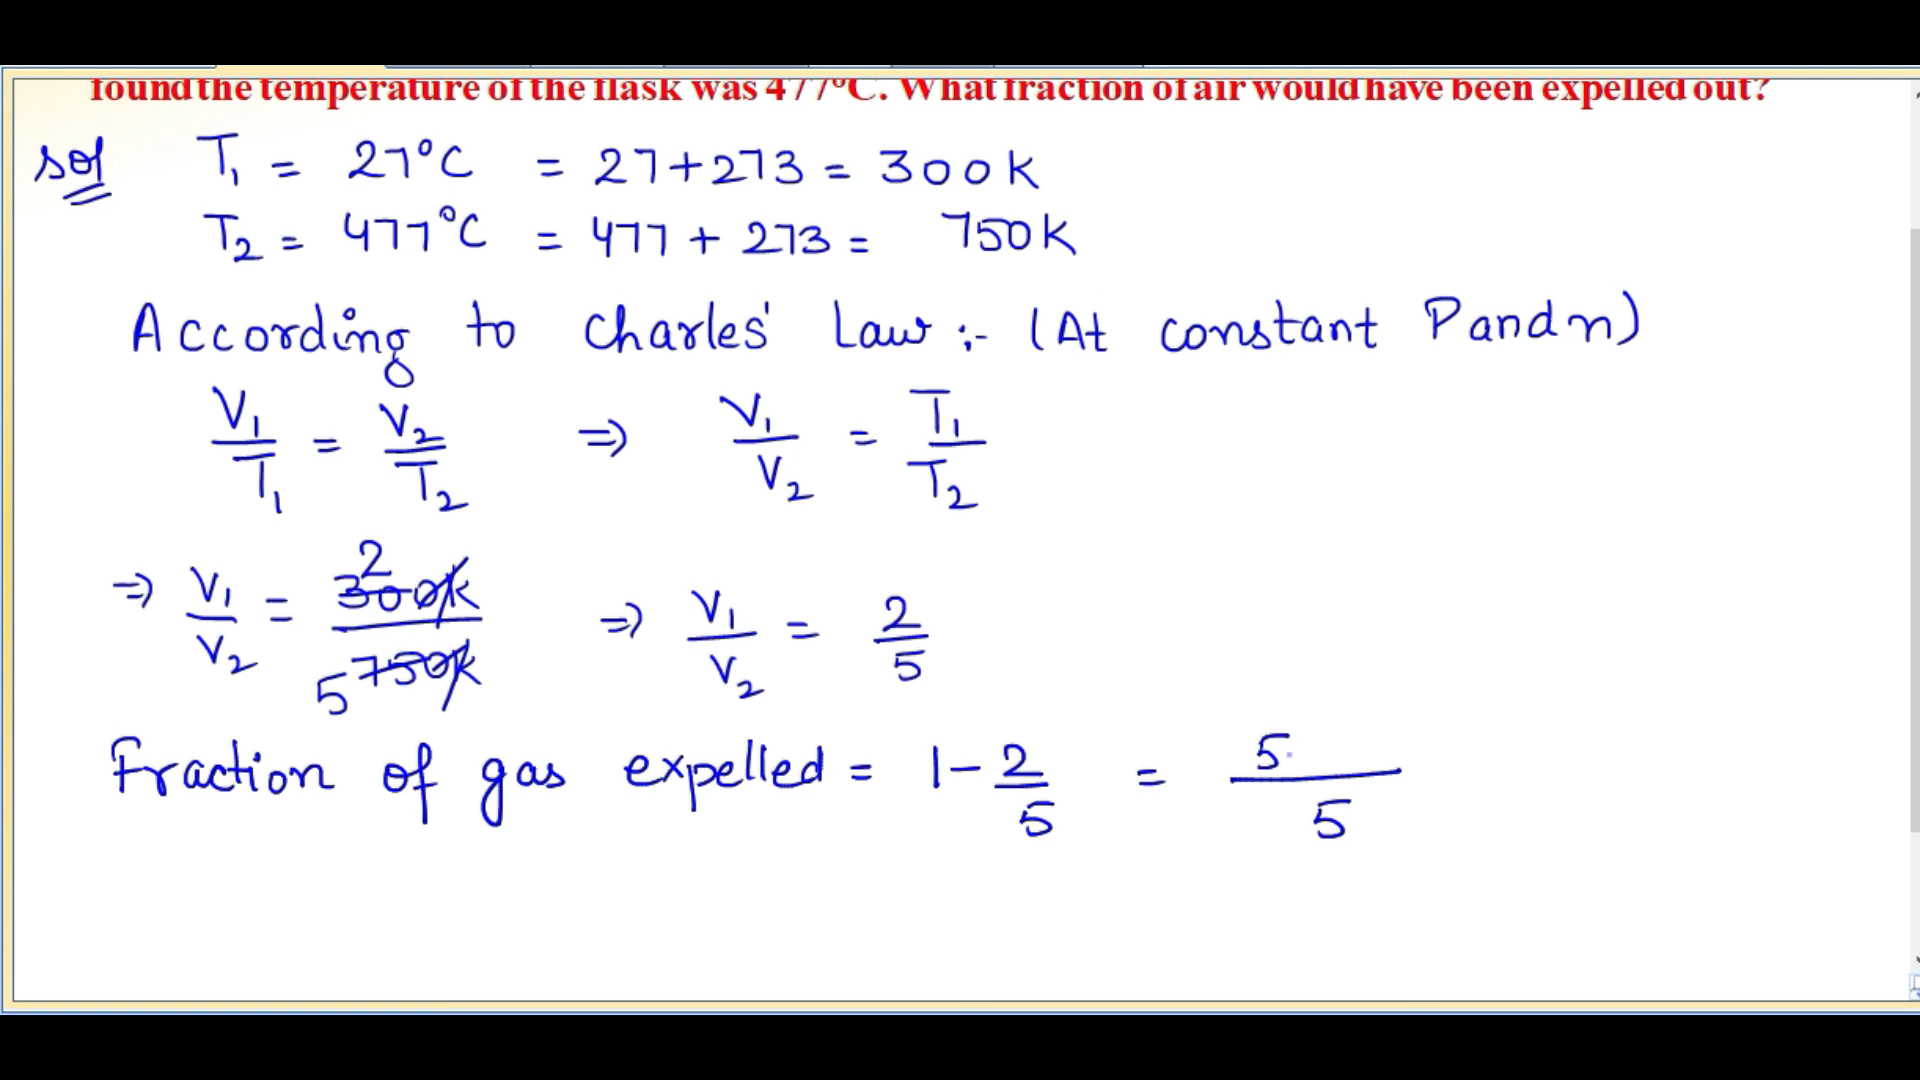 found the temperature of the flask was 477°C. What fraction of air would have been expelled out?
sol T₁ = 27°C = 27+273 = 300K
T₂ = 477°C = 477 + 273 = 750K
According to Charles' Law :- (At constant P and n)
V₁/T₁ = V₂/T₂ ⇒ V₁/V₂ = T₁/T₂
⇒ V₁/V₂ = 2 300K / 5 750K ⇒ V₁/V₂ = 2/5
Fraction of gas expelled = 1 - 2/5 = 5 / 5